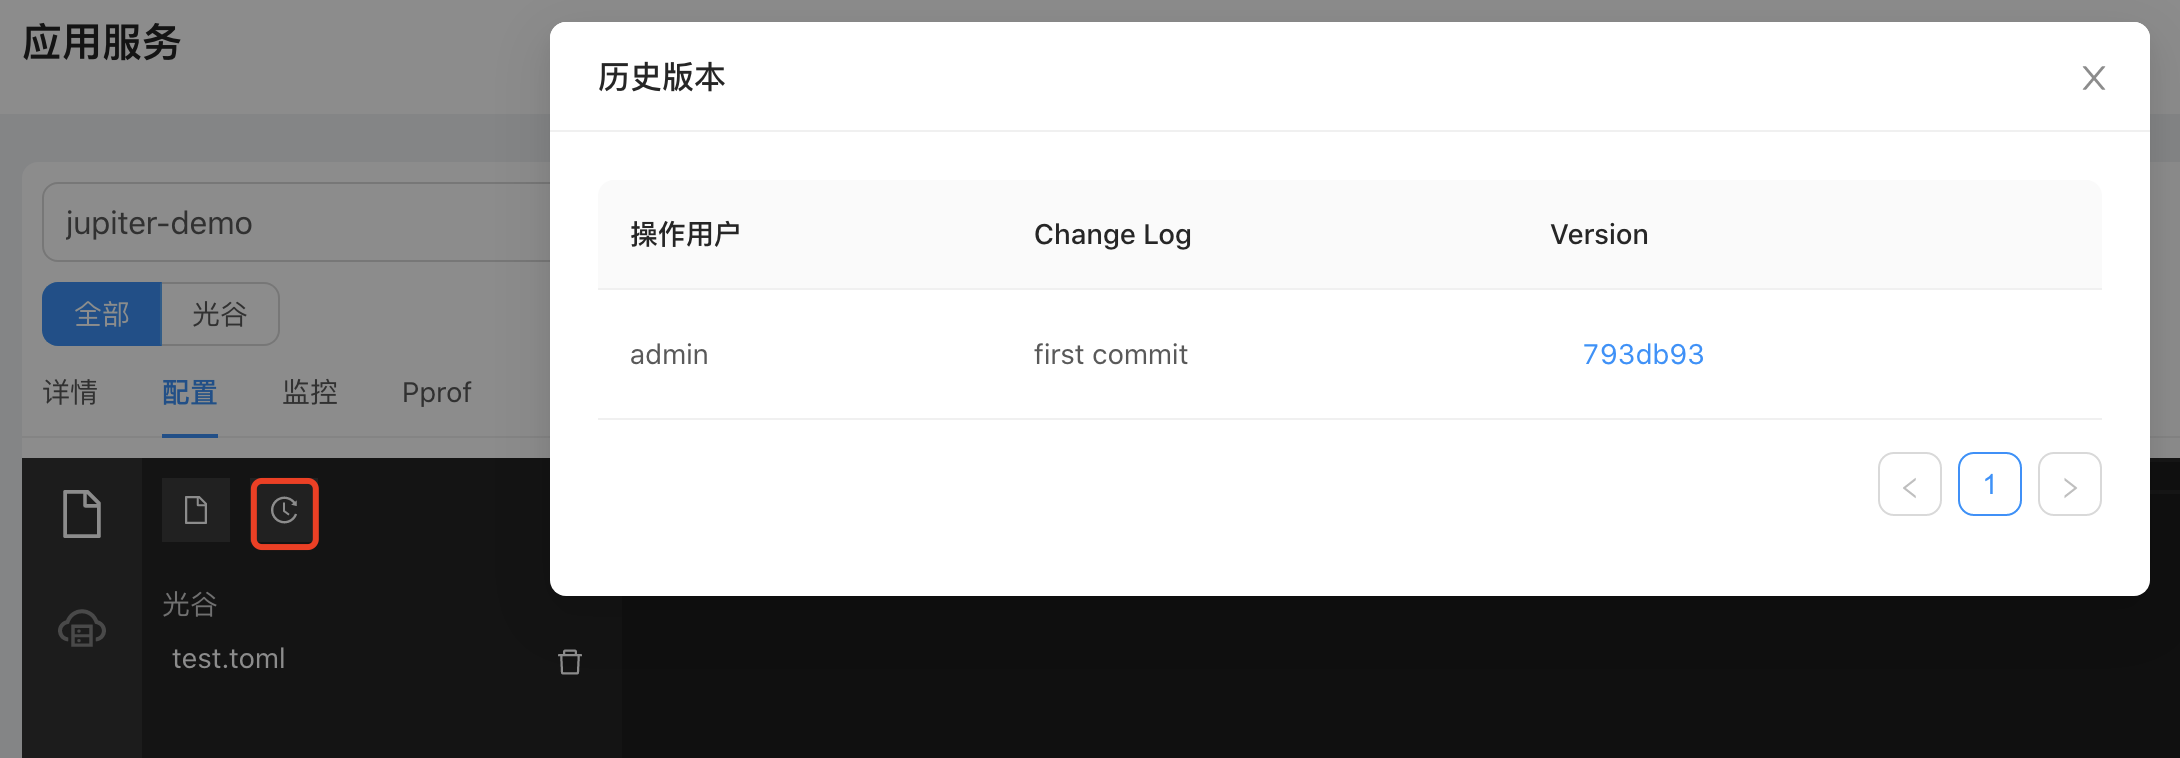 应用服务
jupiter-demo
全部 光谷
详情 配置 监控 Pprof
光谷
test.toml
历史版本
操作用户 Change Log Version
admin first commit 793db93
< 1 >